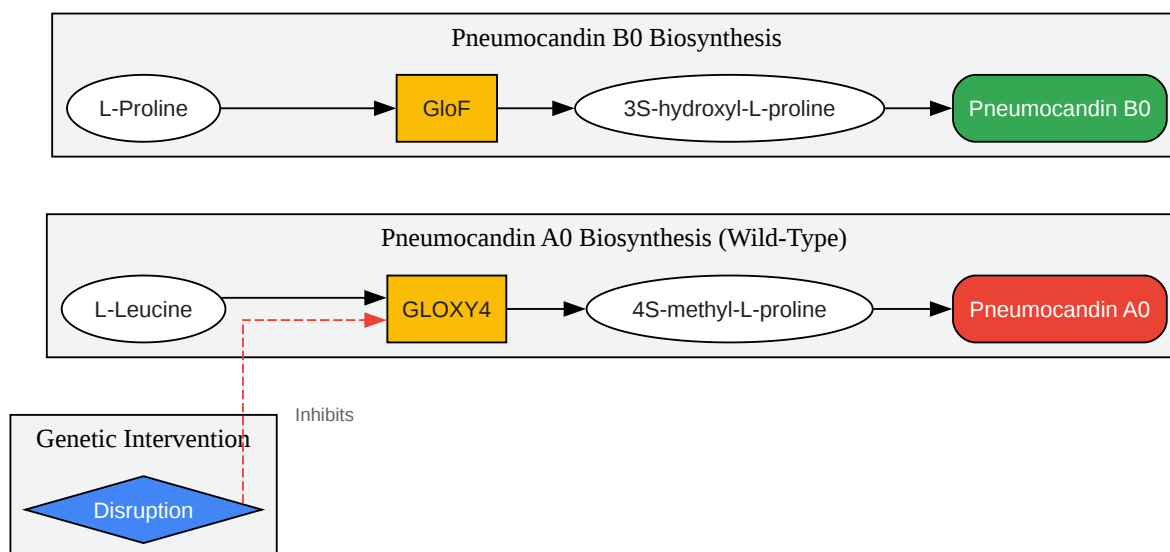 Pneumocandin B0 Biosynthesis
L-Proline
GloF
3S-hydroxyl-L-proline
Pneumocandin B0
Pneumocandin A0 Biosynthesis (Wild-Type)
L-Leucine
GLOXY4
4S-methyl-L-proline
Pneumocandin A0
Inhibits
Genetic Intervention
Disruption